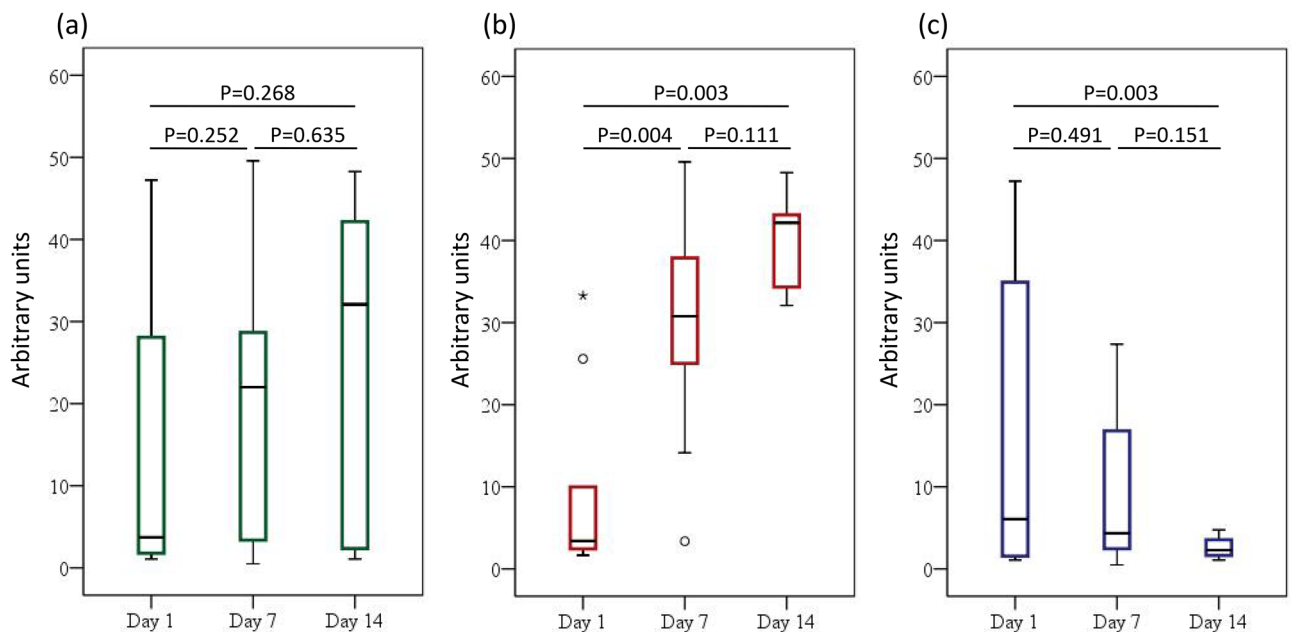 (a)
60
50
40
30
20
10
0
Arbitrary units
P=0.268
P=0.252
P=0.635
Day 1
Day 7
Day 14
(b)
60
50
40
30
20
10
0
Arbitrary units
P=0.003
P=0.004
P=0.111
*
Day 1
Day 7
Day 14
(c)
60
50
40
30
20
10
0
Arbitrary units
P=0.003
P=0.491
P=0.151
Day 1
Day 7
Day 14